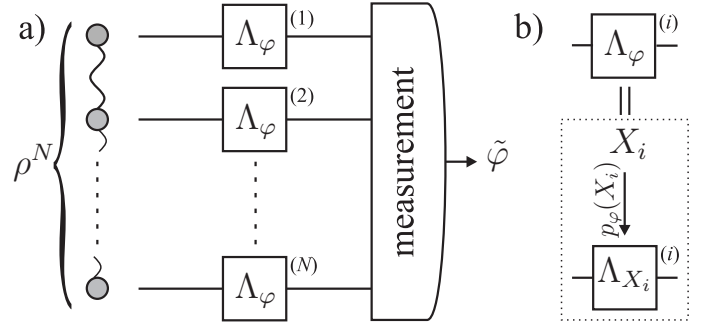 a)
ρ^N
Λ_φ (1)
Λ_φ (2)
Λ_φ (N)
measurement
φ̃
b)
Λ_φ (i)
X_i
p_φ(X_i)
Λ_{X_i} (i)